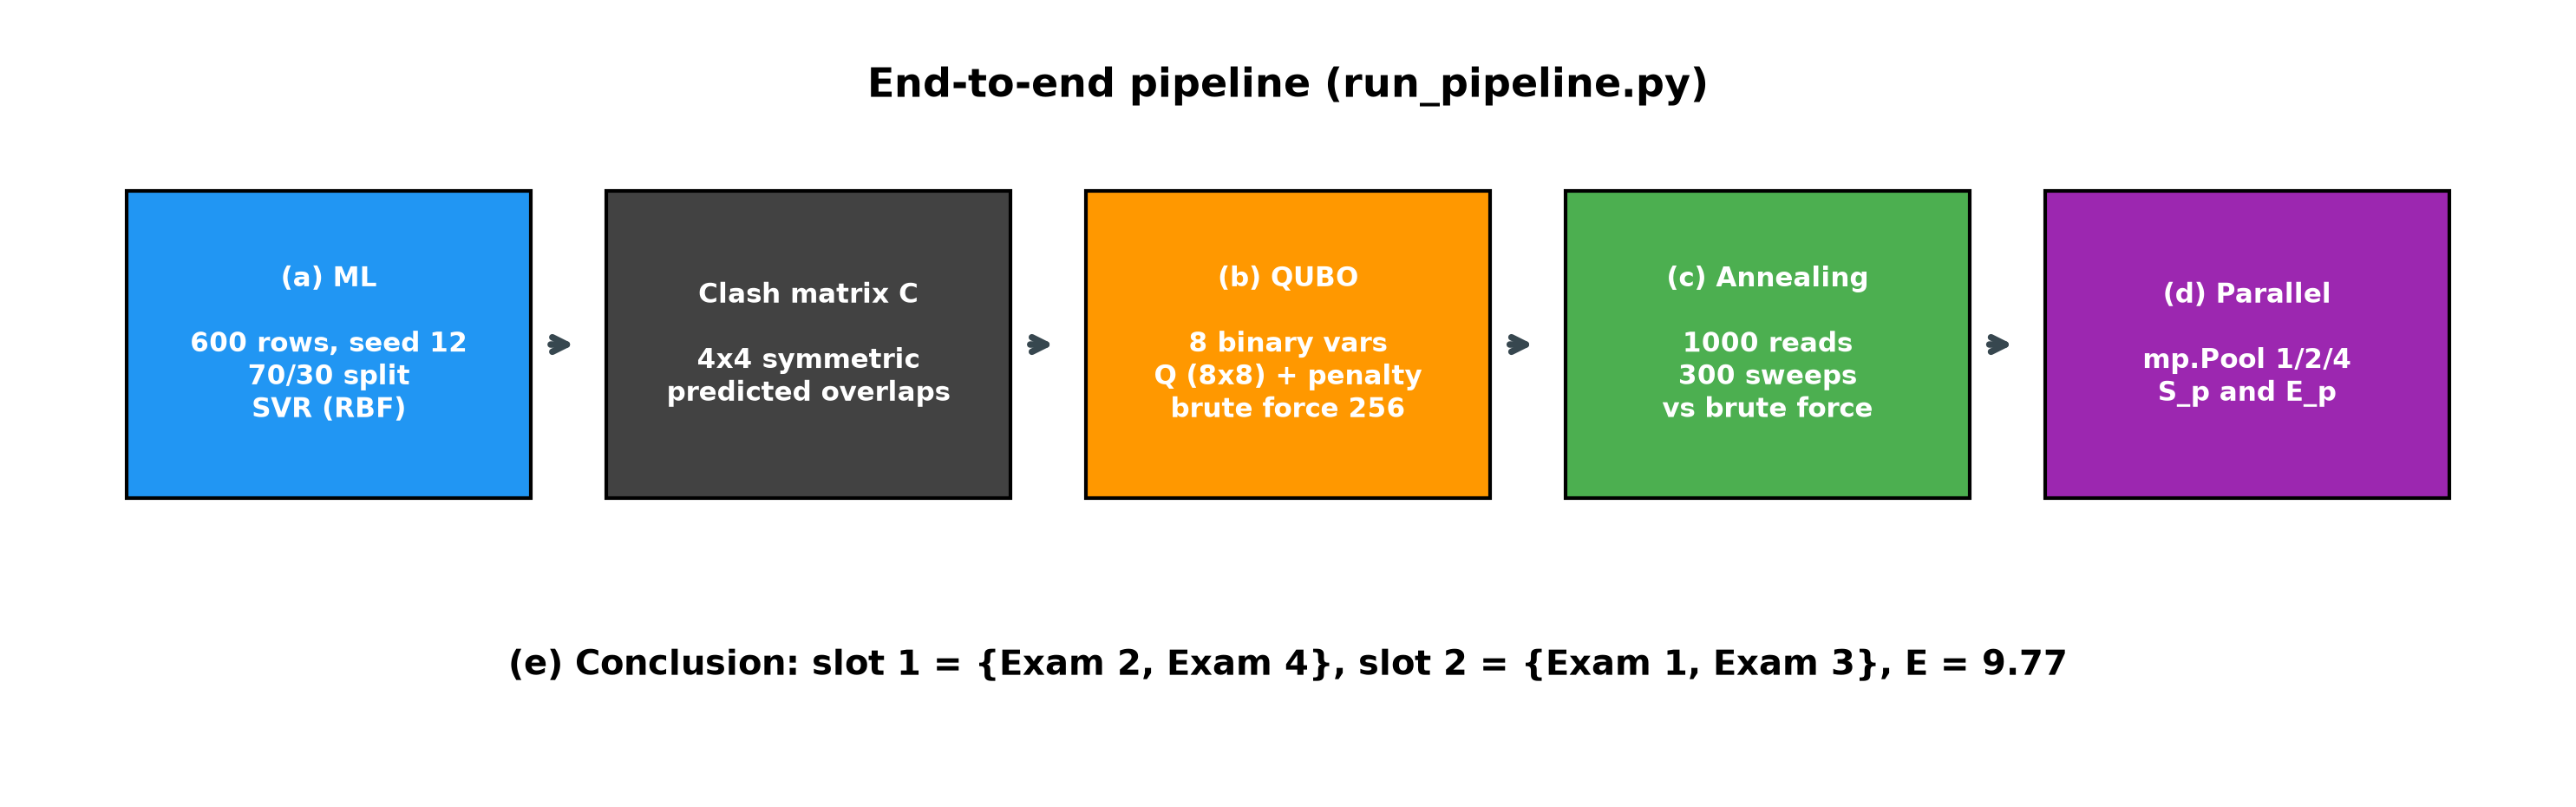 End-to-end pipeline (run_pipeline.py)
(a) ML
600 rows, seed 12
70/30 split
SVR (RBF)
Clash matrix C
4x4 symmetric
predicted overlaps
(b) QUBO
8 binary vars
Q (8x8) + penalty
brute force 256
(c) Annealing
1000 reads
300 sweeps
vs brute force
(d) Parallel
mp.Pool 1/2/4
S_p and E_p
(e) Conclusion: slot 1 = {Exam 2, Exam 4}, slot 2 = {Exam 1, Exam 3}, E = 9.77